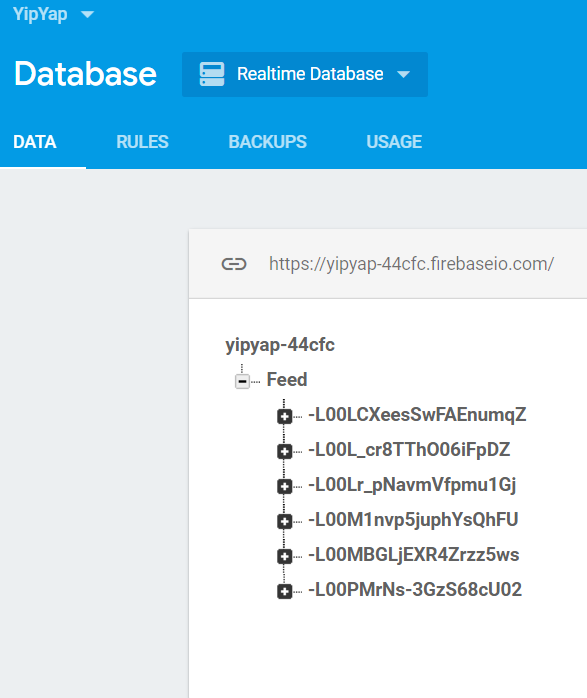 YipYap
Database
Realtime Database
DATA RULES BACKUPS USAGE
https://yipyap-44cfc.firebaseio.com/
yipyap-44cfc
Feed
-L00LCXeesSwFAEnumqZ
-L00L_cr8TThO06iFpDZ
-L00Lr_pNavmVfpmu1Gj
-L00M1nvp5juphYsQhFU
-L00MBGLjEXR4Zrzz5ws
-L00PMrNs-3GzS68cU02